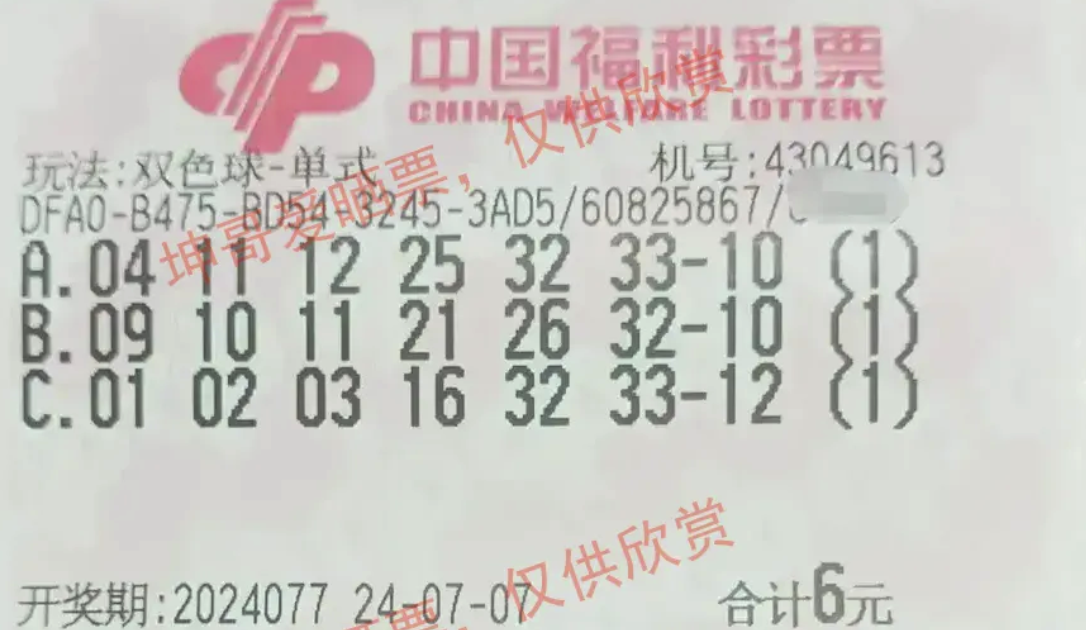 中国福利彩票
CHINA WELFARE LOTTERY
玩法:双色球-单式 机号:43049613
DFA0-B475-BD54-3245-3AD5/60825867/
A.04 11 12 25 32 33-10 (1)
B.09 10 11 21 26 32-10 (1)
C.01 02 03 16 32 33-12 (1)
开奖期:2024077 24-07-07 合计6元
坤哥爱晒票，仅供欣赏
票，仅供欣赏